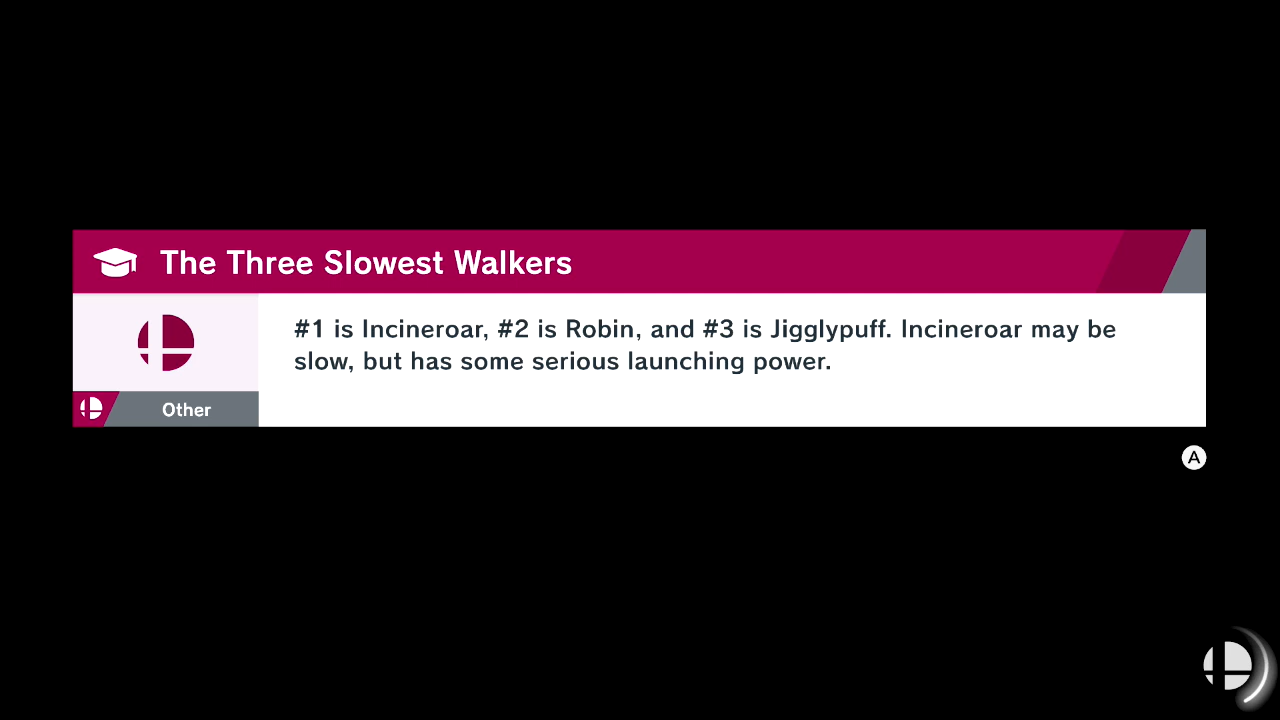 The Three Slowest Walkers
#1 is Incineroar, #2 is Robin, and #3 is Jigglypuff. Incineroar may be
slow, but has some serious launching power.
Other
A